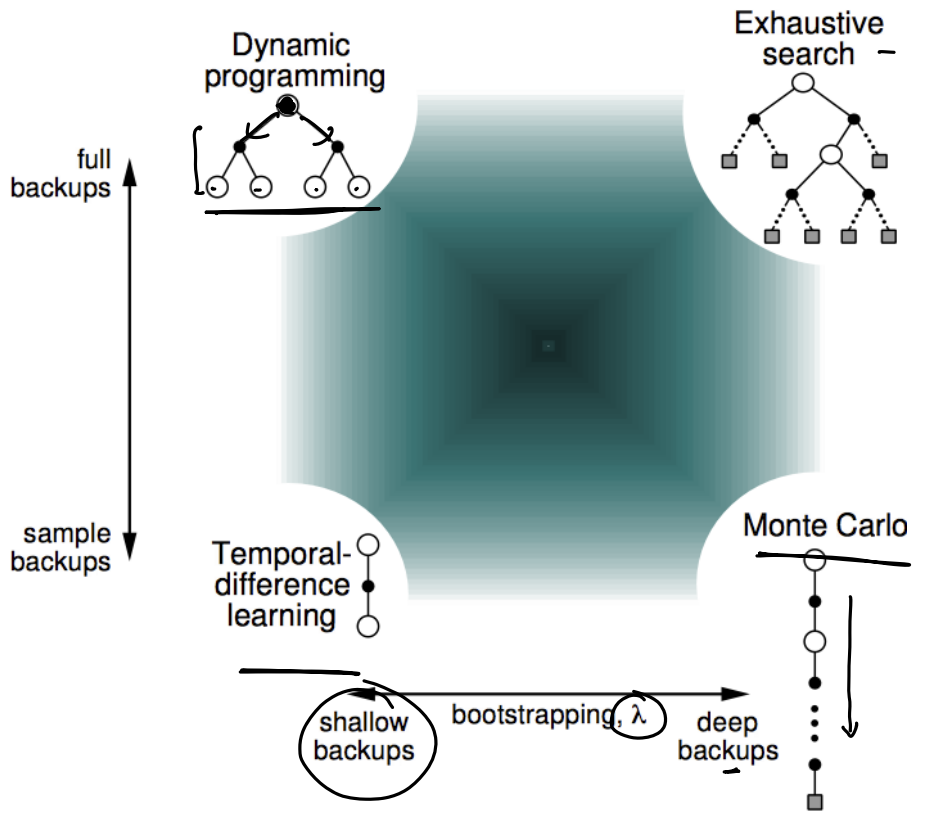 Dynamic
programming
Exhaustive
search
full
backups
sample
backups
Temporal-
difference
learning
Monte Carlo
shallow
backups
bootstrapping, λ
deep
backups